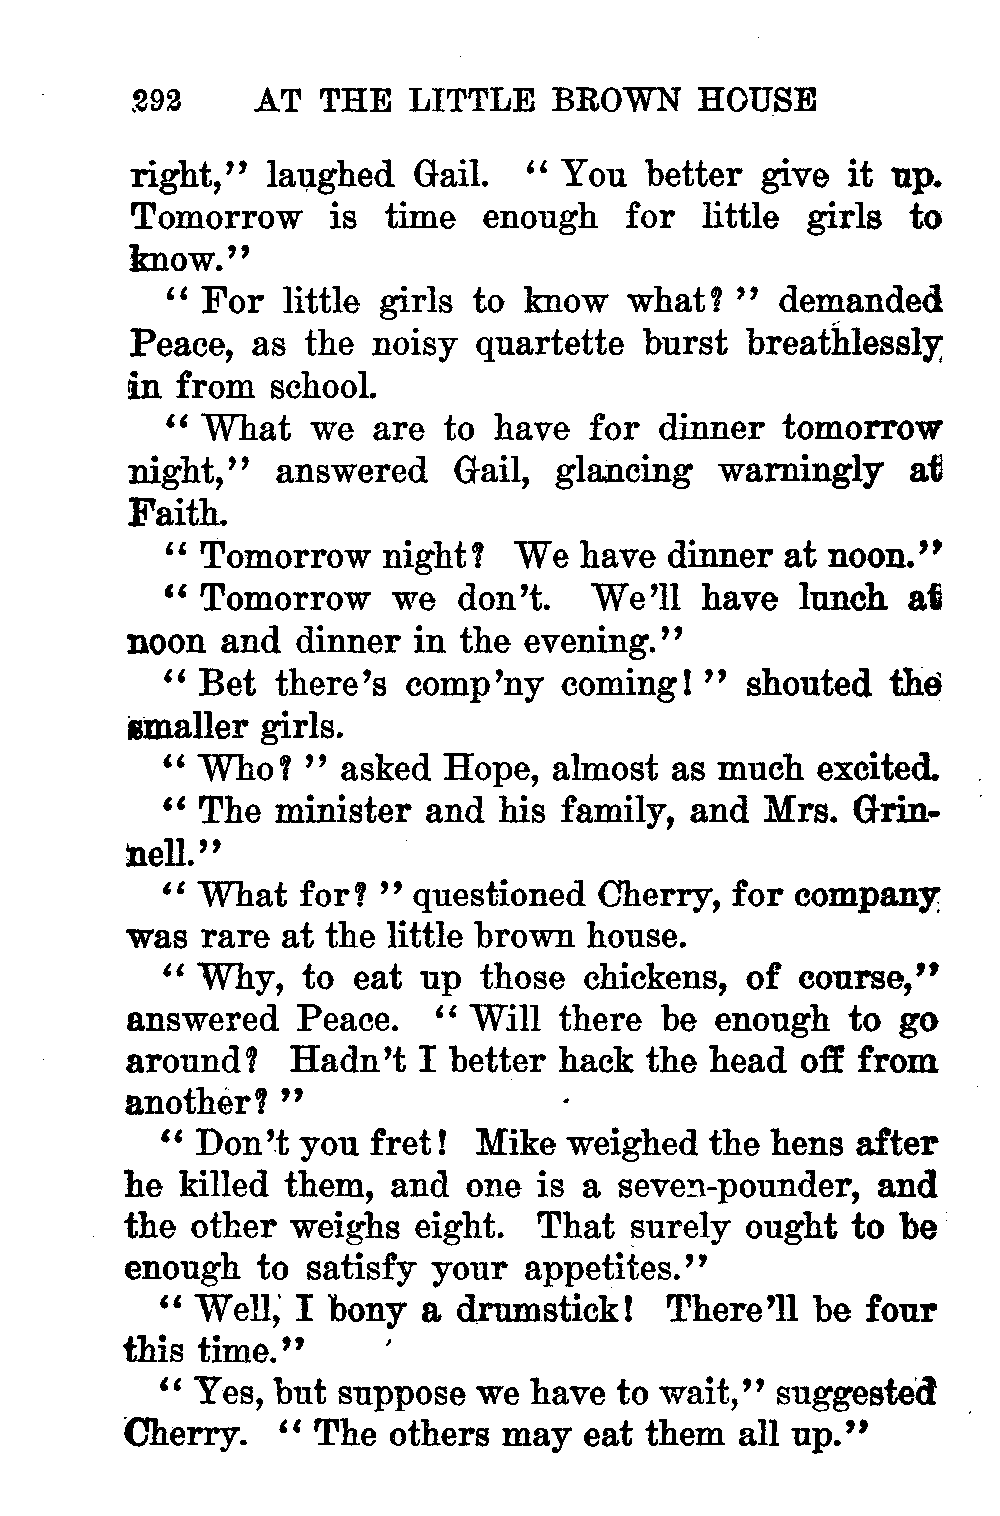 292 AT THE LITTLE BROWN HOUSE
right,” laughed Gail. “ You better give it up.
Tomorrow is time enough for little girls to
know.”
“ For little girls to know what? ” demanded
Peace, as the noisy quartette burst breathlessly
in from school.
“ What we are to have for dinner tomorrow
night,” answered Gail, glancing warningly at
Faith.
“ Tomorrow night? We have dinner at noon.”
“ Tomorrow we don’t. We’ll have lunch at
noon and dinner in the evening.”
“ Bet there’s comp’ny coming! ” shouted the
smaller girls.
“ Who? ” asked Hope, almost as much excited.
“ The minister and his family, and Mrs. Grin-
nell.”
“ What for? ” questioned Cherry, for company
was rare at the little brown house.
“ Why, to eat up those chickens, of course,”
answered Peace. “ Will there be enough to go
around? Hadn’t I better hack the head off from
another? ”
“ Don’t you fret! Mike weighed the hens after
he killed them, and one is a seven-pounder, and
the other weighs eight. That surely ought to be
enough to satisfy your appetites.”
“ Well, I bony a drumstick! There’ll be four
this time.”
“ Yes, but suppose we have to wait,” suggested
Cherry. “ The others may eat them all up.”